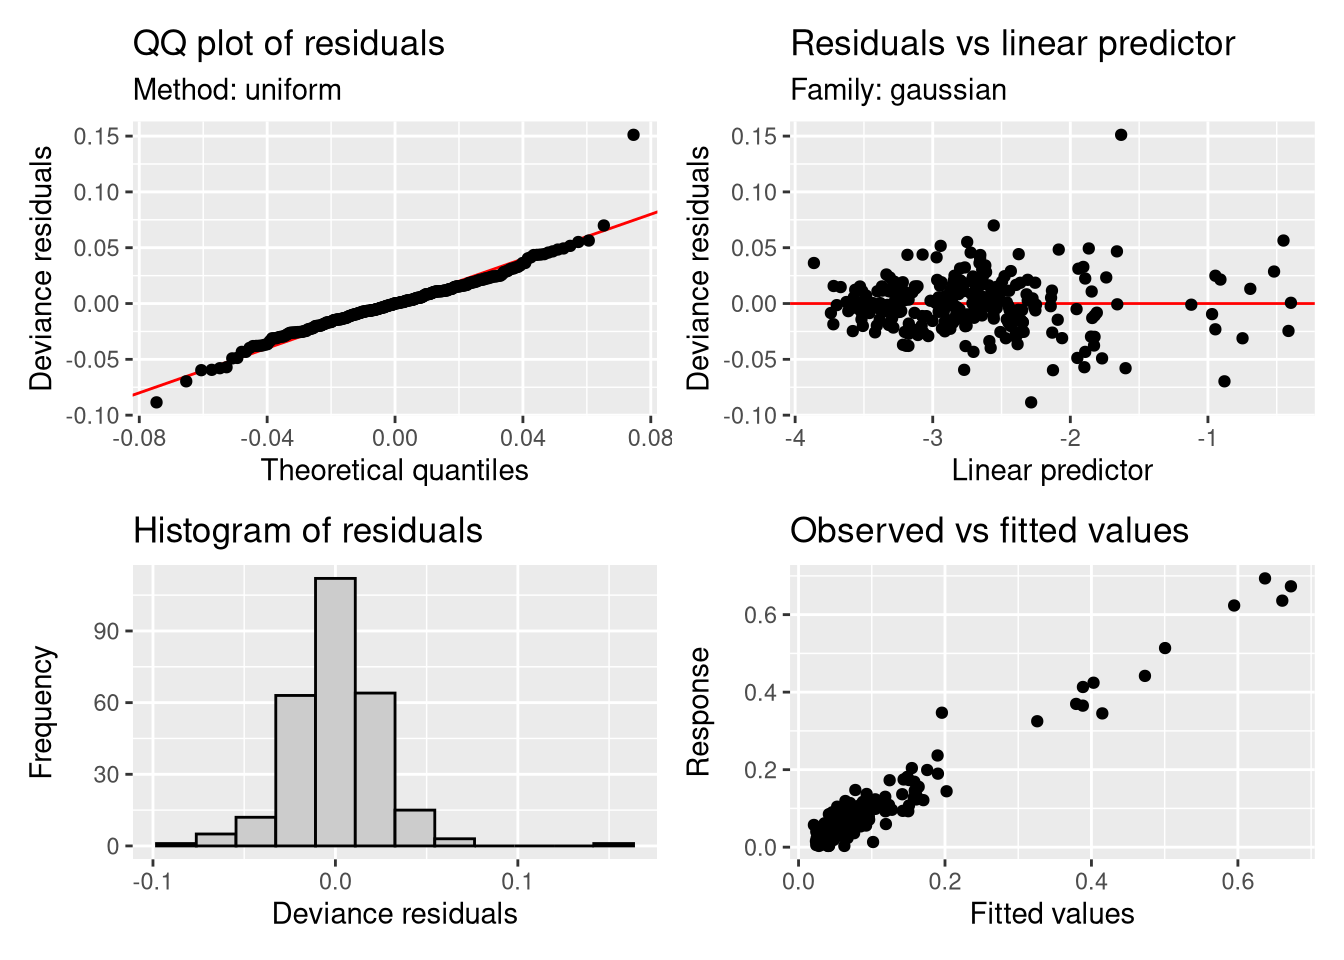 QQ plot of residuals
Method: uniform
Deviance residuals
0.15
0.10
0.05
0.00
-0.05
-0.10
-0.08
-0.04
0.00
0.04
0.08
Theoretical quantiles
Residuals vs linear predictor
Family: gaussian
Deviance residuals
0.15
0.10
0.05
0.00
-0.05
-0.10
-4
-3
-2
-1
Linear predictor
Histogram of residuals
Frequency
90
60
30
0
-0.1
0.0
0.1
Deviance residuals
Observed vs fitted values
Response
0.6
0.4
0.2
0.0
0.0
0.2
0.4
0.6
Fitted values